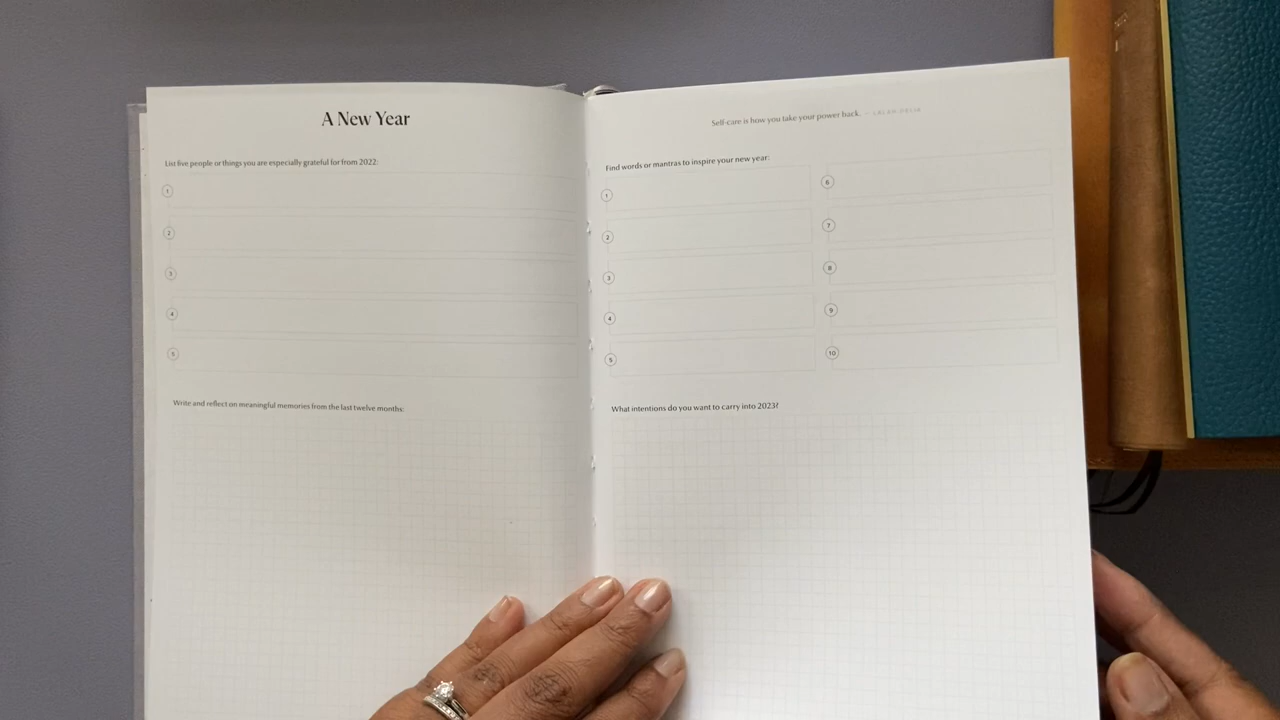 A New Year
List five people or things you are especially grateful for from 2022:
1
2
3
4
5
Write and reflect on meaningful memories from the last twelve months:
Self-care is how you take your power back. — LALAH DELIA
Find words or mantras to inspire your new year:
1
2
3
4
5
6
7
8
9
10
What intentions do you want to carry into 2023?